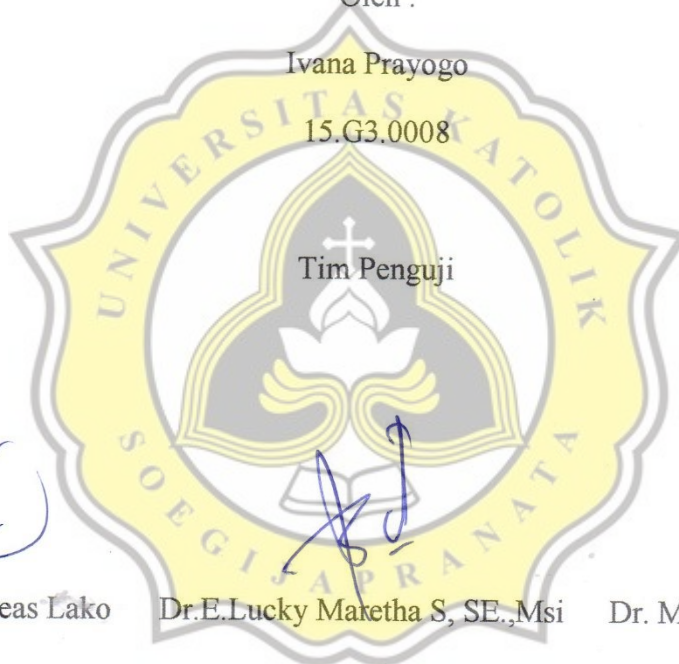 Oleh :
Ivana Prayogo
15.G3.0008
UNIVERSITAS KATOLIK
SOEGIJAPRANATA
Tim Penguji
eas Lako Dr.E.Lucky Maretha S, SE.,Msi Dr. M